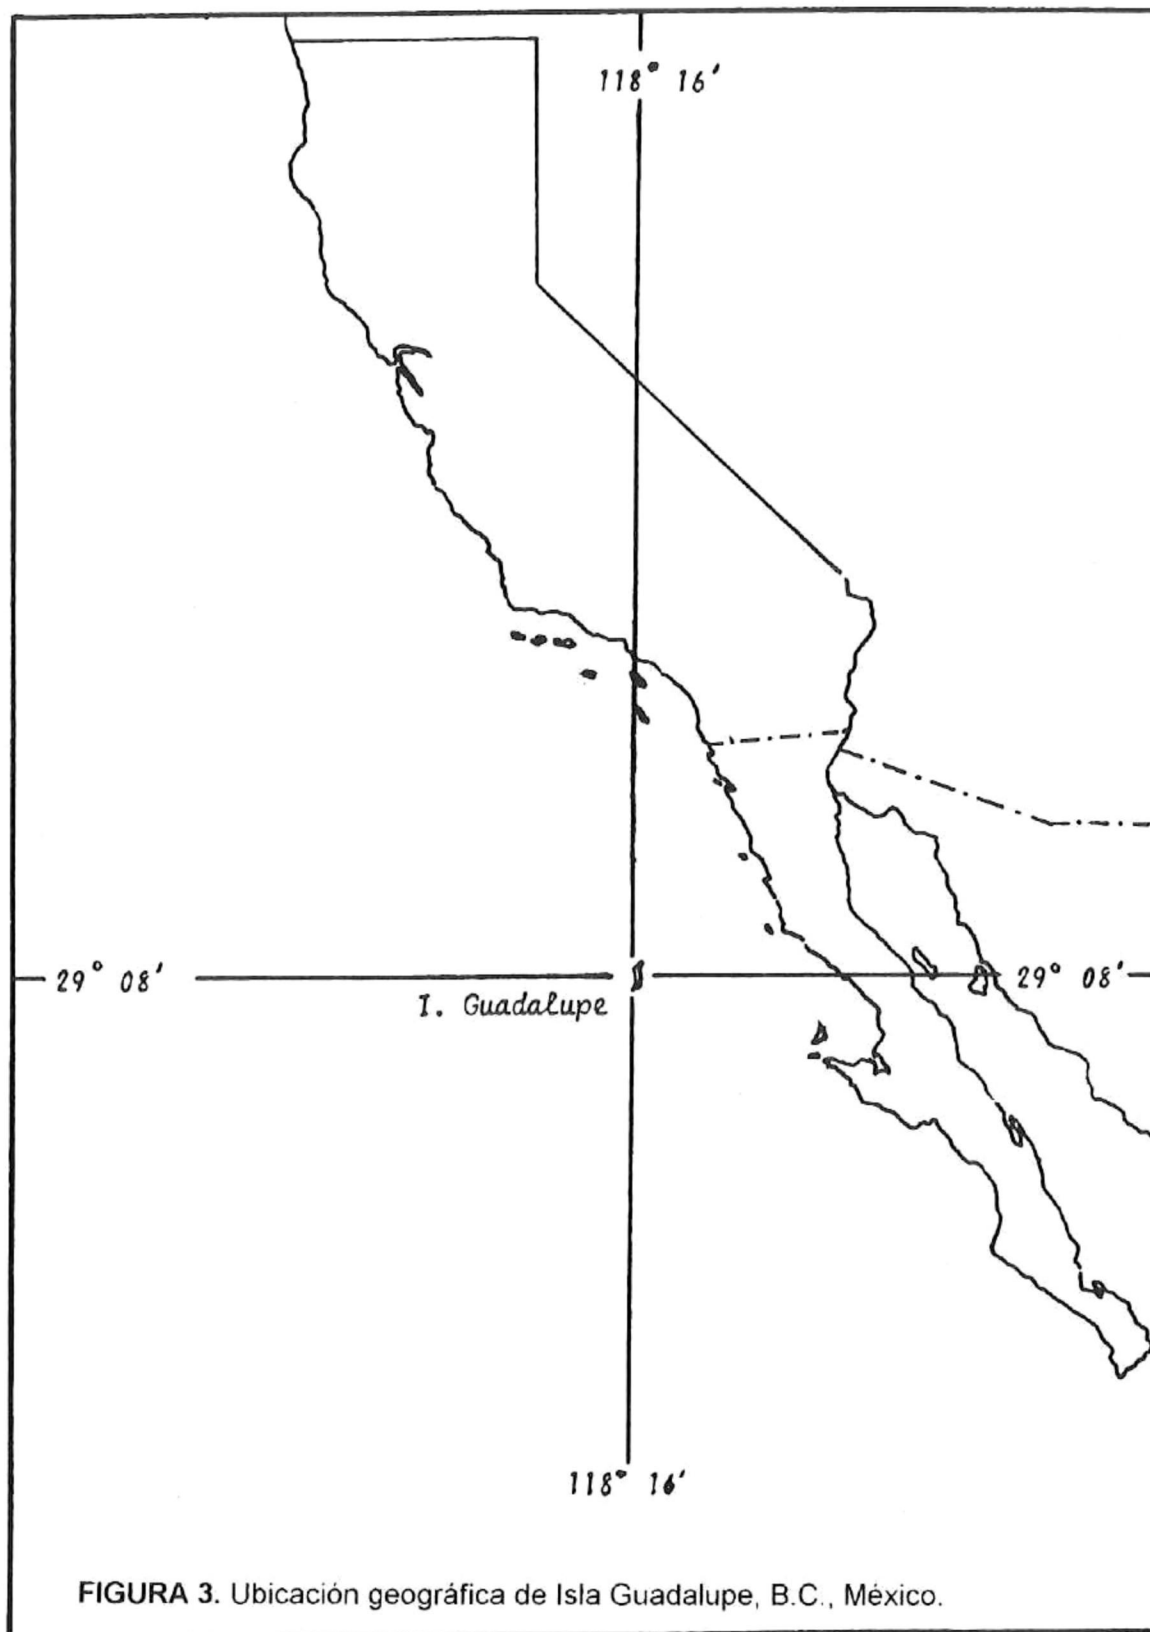 118° 16'
29° 08'
29° 08'
I. Guadalupe
118° 16'
FIGURA 3. Ubicación geográfica de Isla Guadalupe, B.C., México.